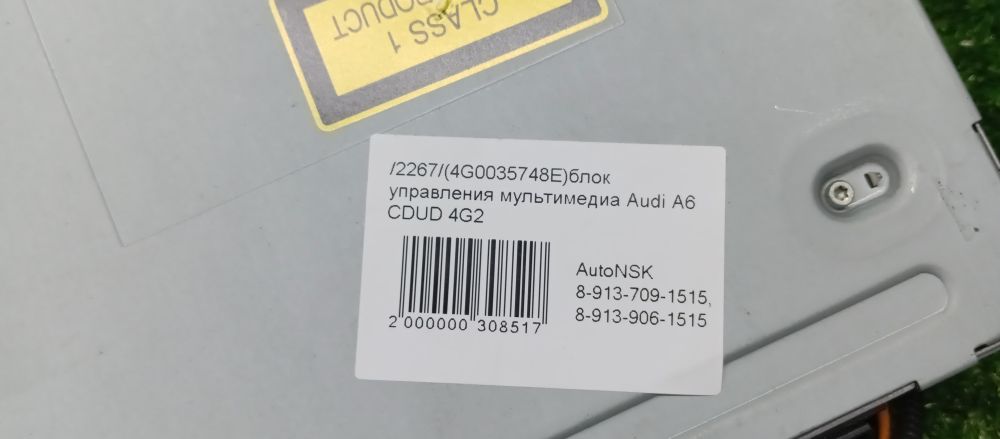 CLASS 1
PRODUCT
/2267/(4G0035748E)блок
управления мультимедиа Audi A6
CDUD 4G2
2 000000 308517
AutoNSK
8-913-709-1515,
8-913-906-1515